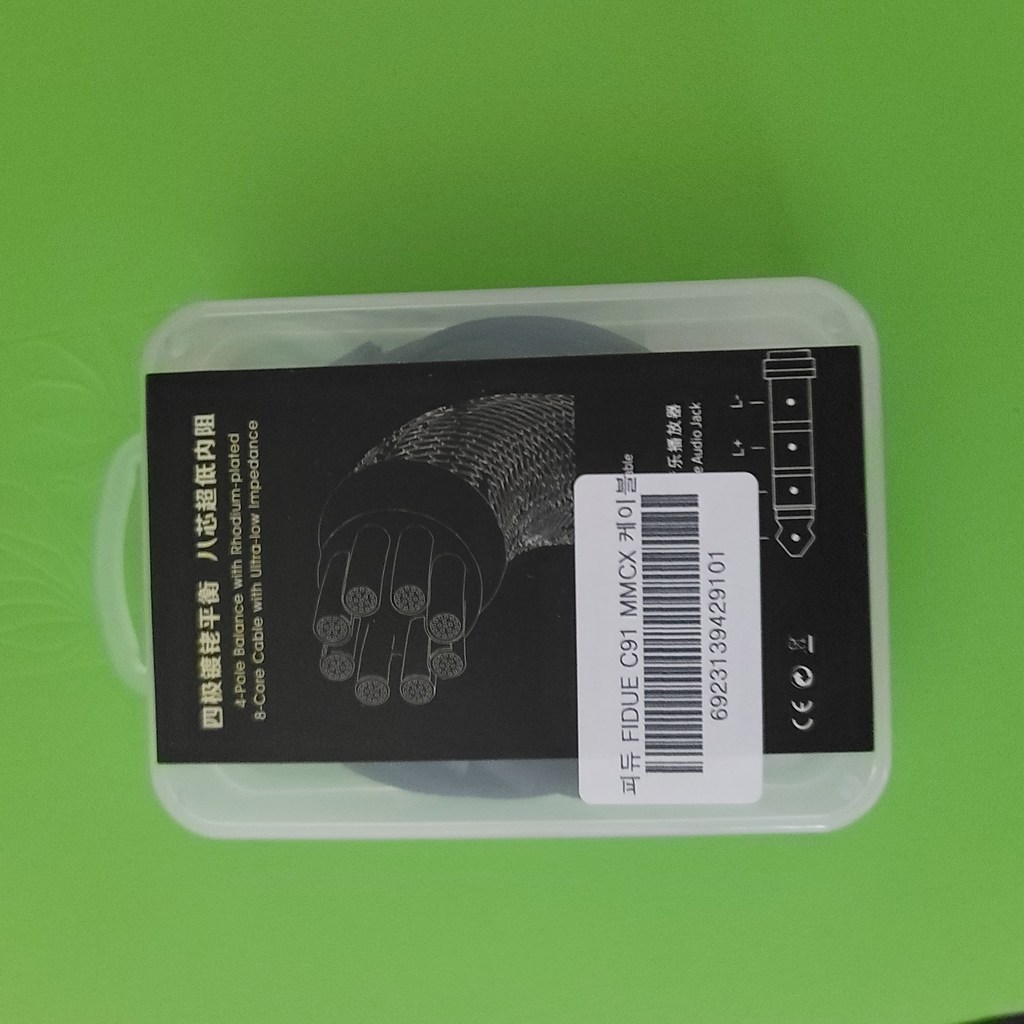 四极镀铑平衡 八芯超低内阻
4-Pole Balance with Rhodium-plated
8-Core Cable with Ultra-low Impedance
乐播放器
Audio Jack
L+
L-
피듀 FIDUE C91 MMCX 케이블
6923139429101
CE